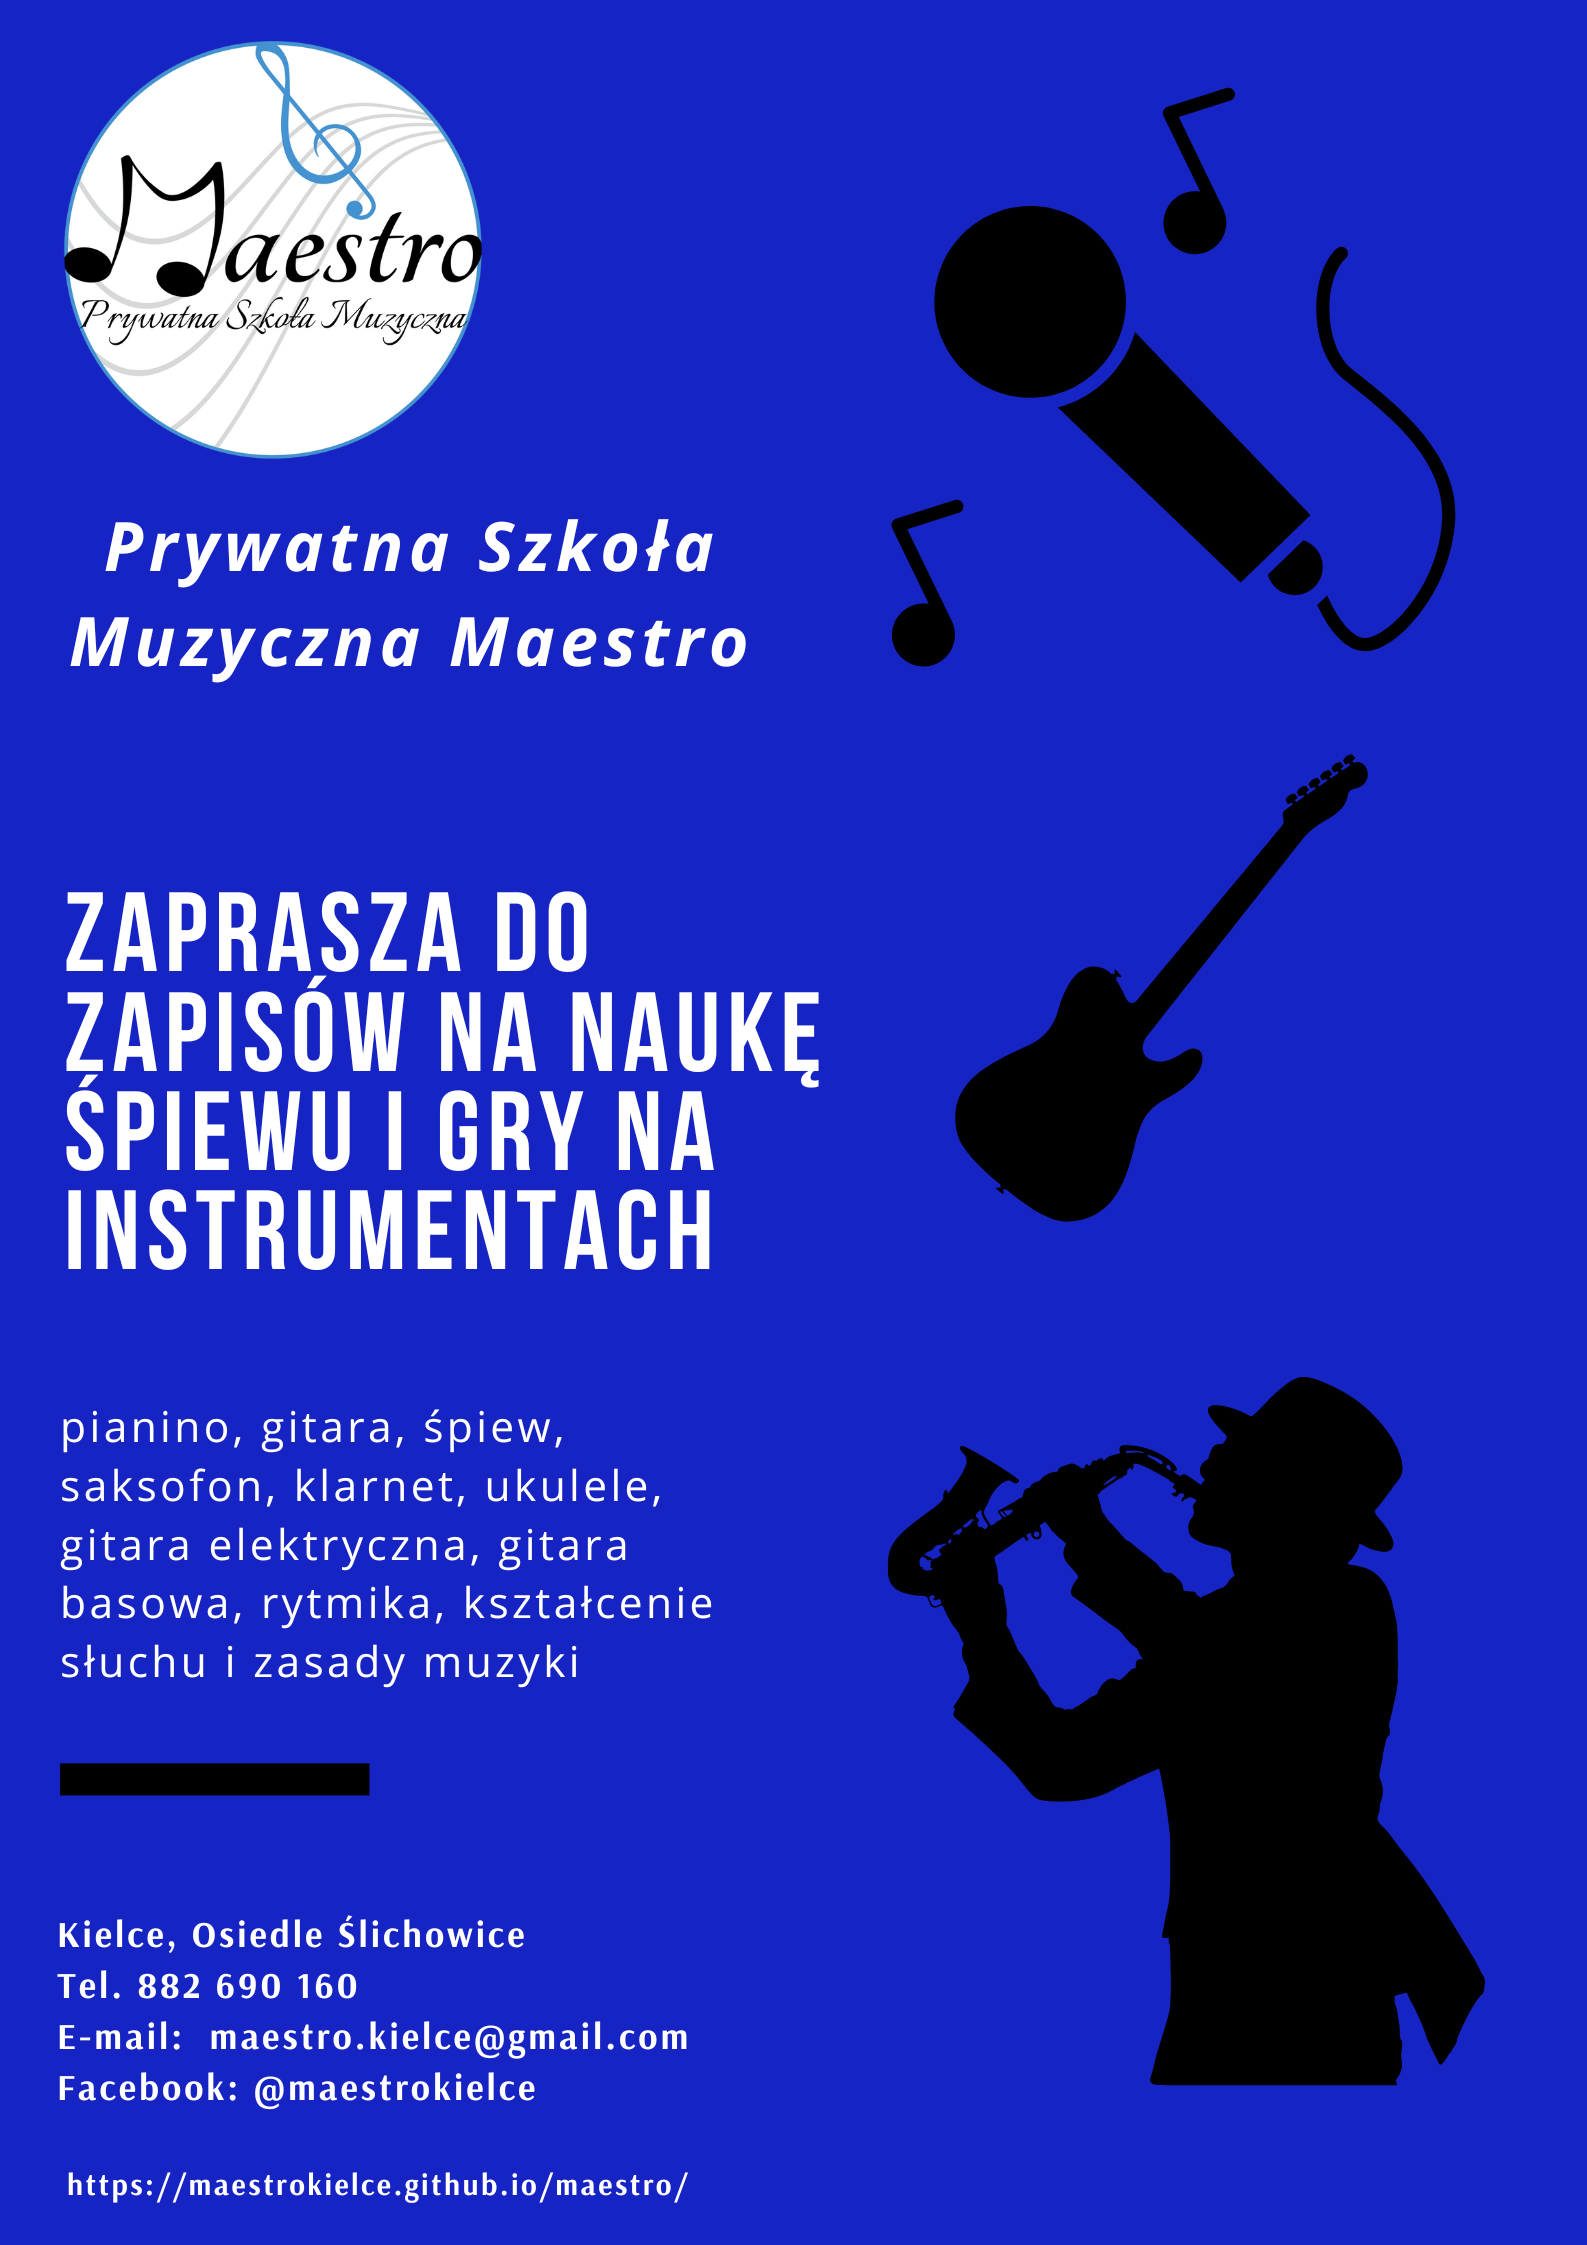 Maestro
Prywatna Szkoła Muzyczna
Prywatna Szkoła
Muzyczna Maestro
ZAPRASZA DO
ZAPISÓW NA NAUKĘ
ŚPIEWU I GRY NA
INSTRUMENTACH
pianino, gitara, śpiew,
saksofon, klarnet, ukulele,
gitara elektryczna, gitara
basowa, rytmika, kształcenie
słuchu i zasady muzyki
Kielce, Osiedle Ślichowice
Tel. 882 690 160
E-mail:  maestro.kielce@gmail.com
Facebook: @maestrokielce
https://maestrokielce.github.io/maestro/